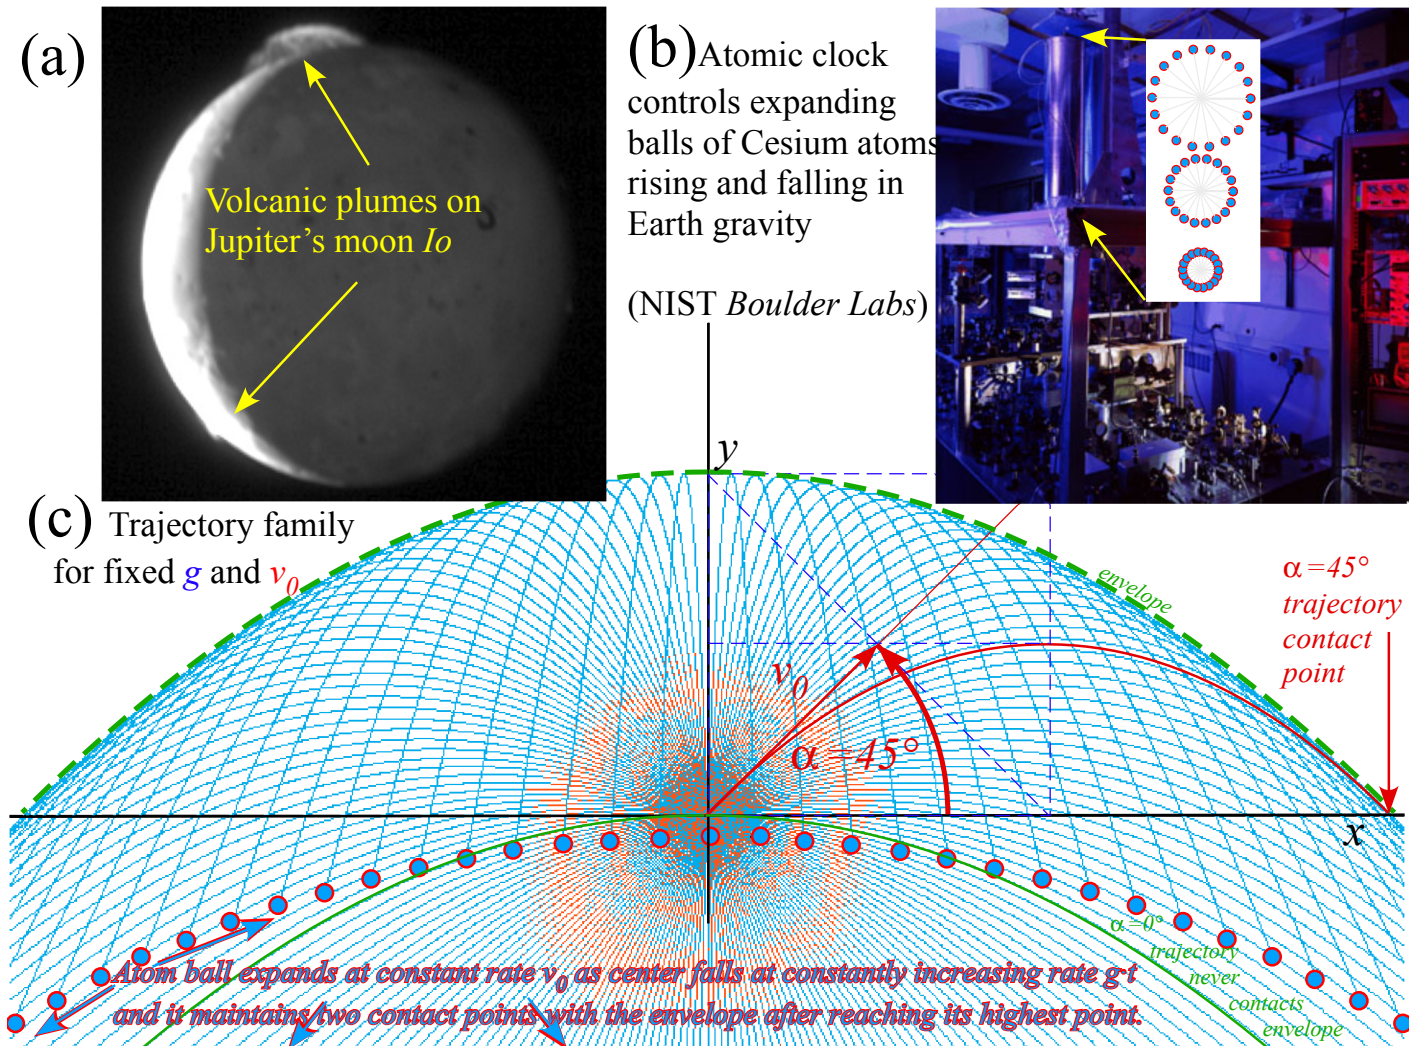 (a)
Volcanic plumes on
Jupiter's moon Io
(b) Atomic clock
controls expanding
balls of Cesium atoms
rising and falling in
Earth gravity
(NIST Boulder Labs)
(c) Trajectory family
for fixed g and v0
y
envelope
α=45°
trajectory
contact
point
v0
α=45°
x
α=0°
trajectory
never
contacts
envelope
Atom ball expands at constant rate v0 as center falls at constantly increasing rate g·t
and it maintains two contact points with the envelope after reaching its highest point.